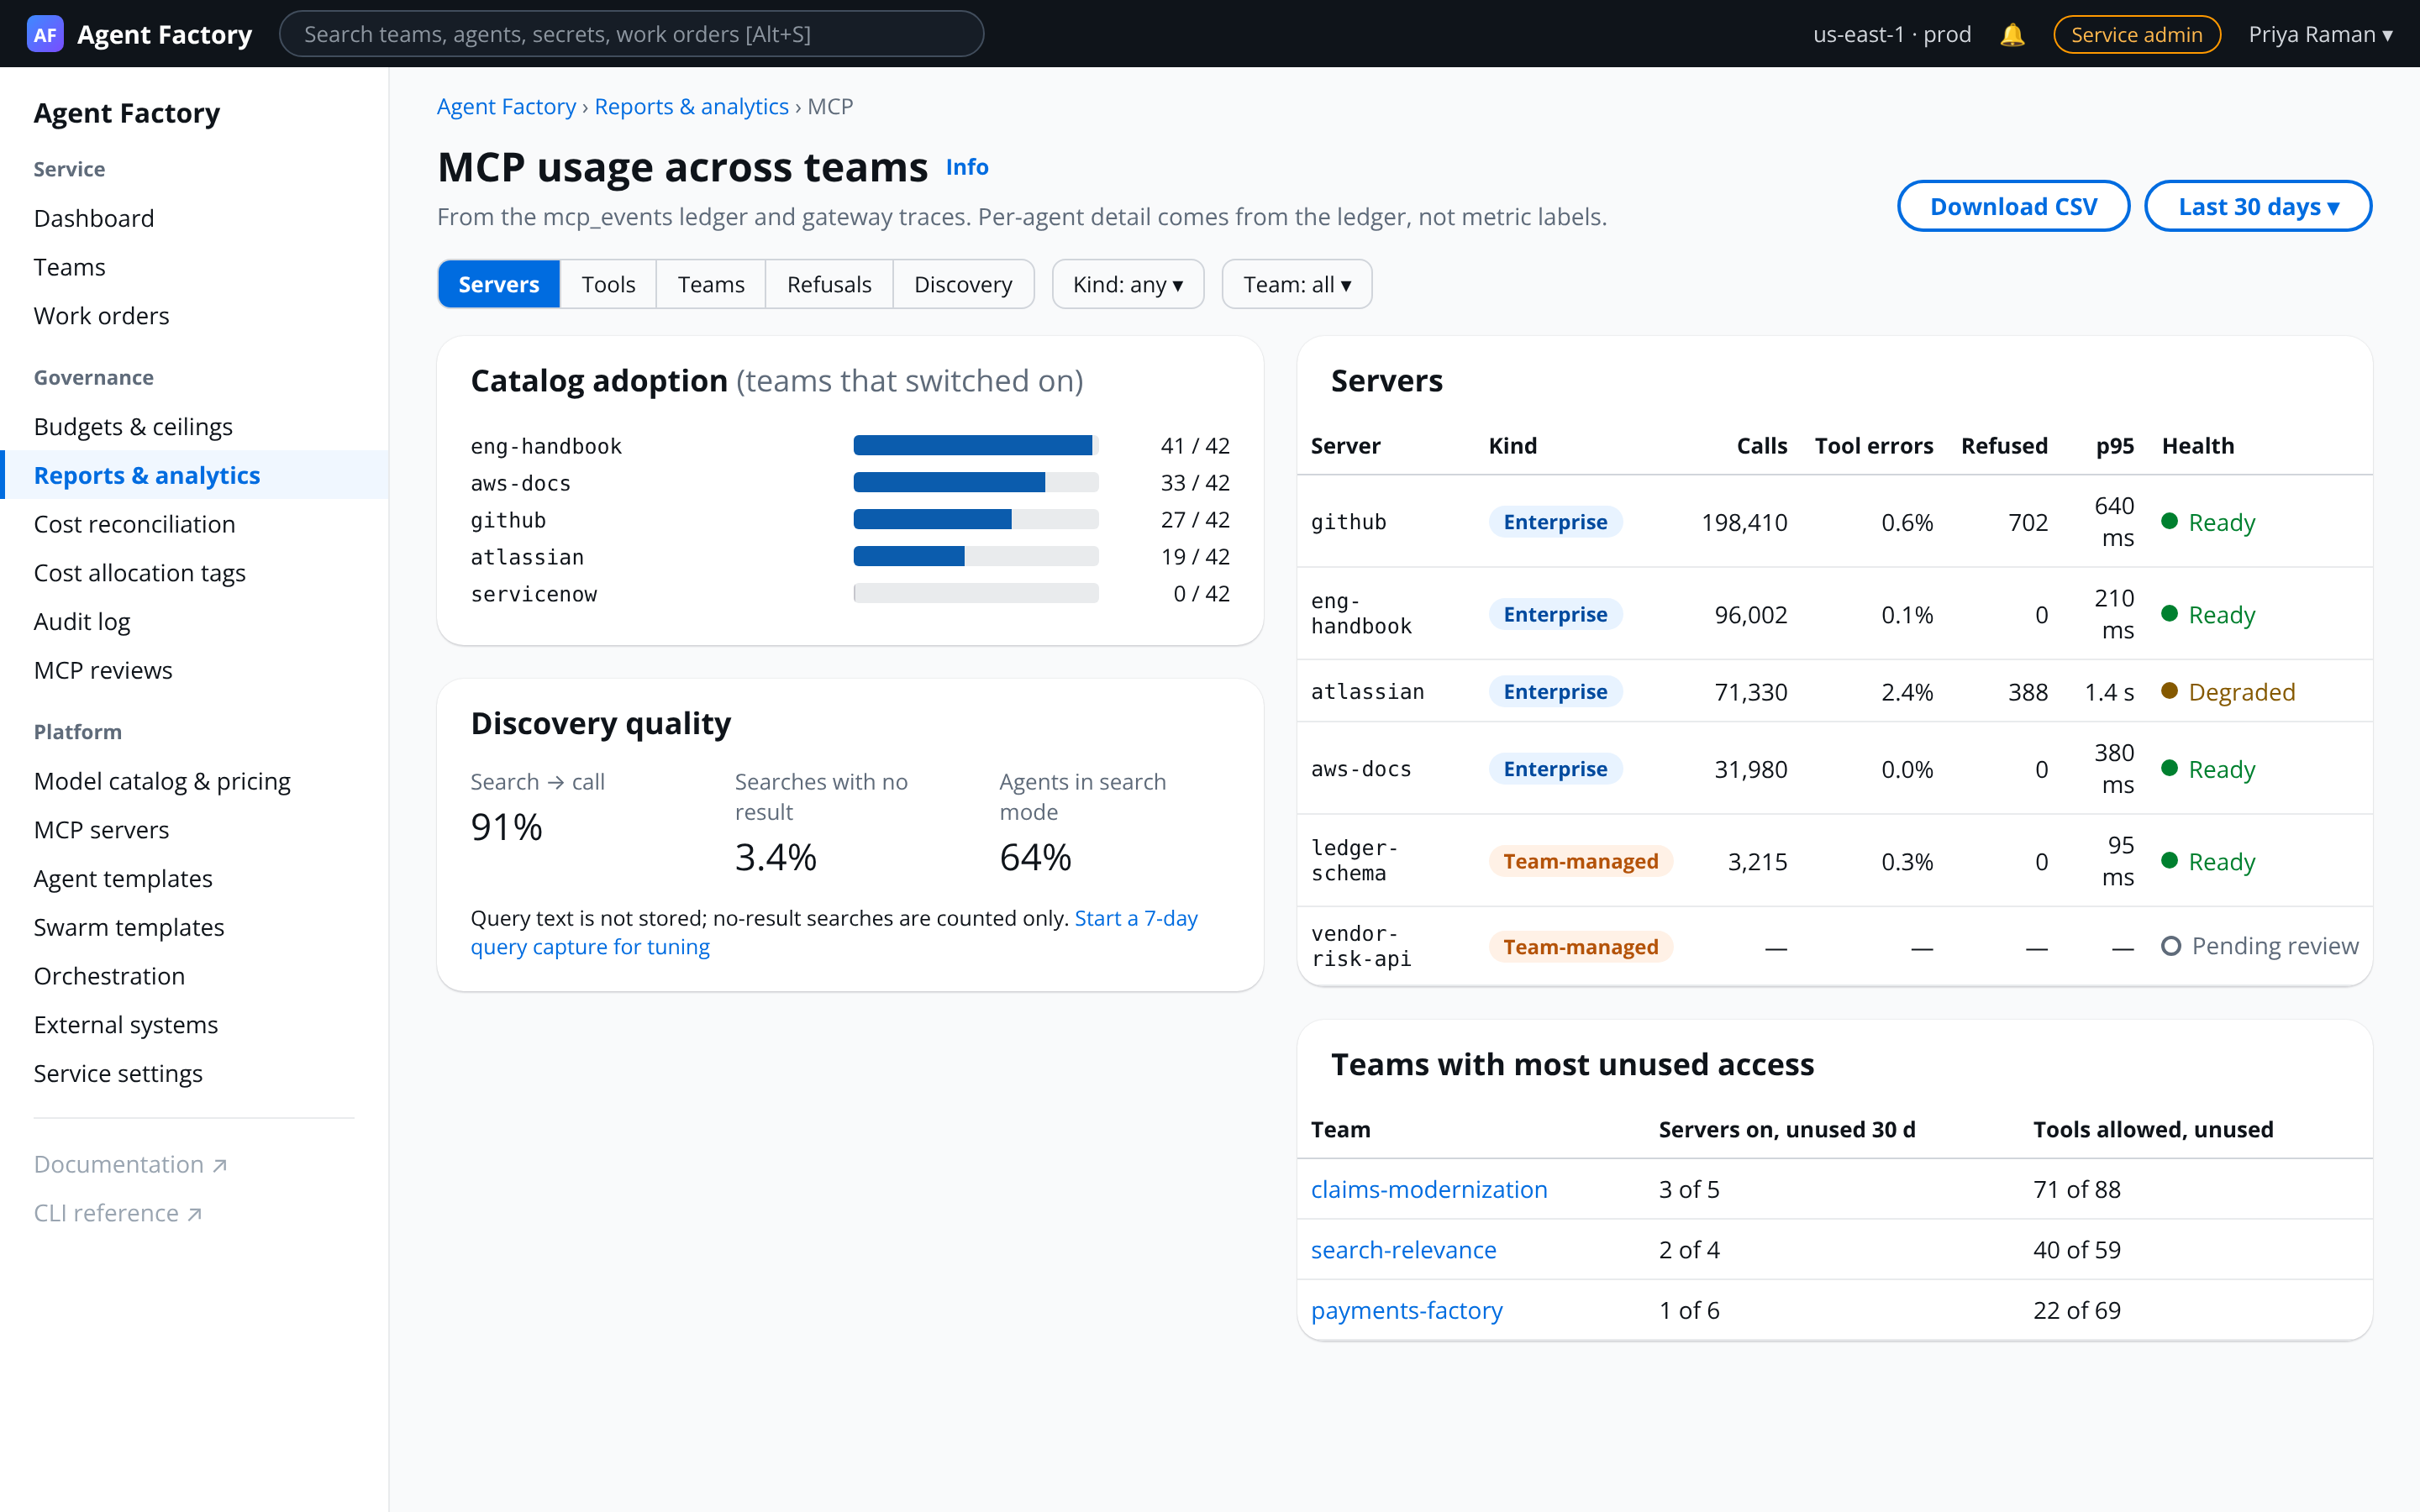 AF Agent Factory
Search teams, agents, secrets, work orders [Alt+S]
us-east-1 · prod
Service admin
Priya Raman ▾
Agent Factory
Service
Dashboard
Teams
Work orders
Governance
Budgets & ceilings
Reports & analytics
Cost reconciliation
Cost allocation tags
Audit log
MCP reviews
Platform
Model catalog & pricing
MCP servers
Agent templates
Swarm templates
Orchestration
External systems
Service settings
Documentation ↗
CLI reference ↗
Agent Factory › Reports & analytics › MCP
MCP usage across teams Info
From the mcp_events ledger and gateway traces. Per-agent detail comes from the ledger, not metric labels.
Download CSV
Last 30 days ▾
Servers Tools Teams Refusals Discovery
Kind: any ▾
Team: all ▾
Catalog adoption (teams that switched on)
eng-handbook 41 / 42
aws-docs 33 / 42
github 27 / 42
atlassian 19 / 42
servicenow 0 / 42
Discovery quality
Search → call
91%
Searches with no
result
3.4%
Agents in search
mode
64%
Query text is not stored; no-result searches are counted only. Start a 7-day
query capture for tuning
Servers
Server Kind Calls Tool errors Refused p95 Health
github Enterprise 198,410 0.6% 702 640 ms Ready
eng-handbook Enterprise 96,002 0.1% 0 210 ms Ready
atlassian Enterprise 71,330 2.4% 388 1.4 s Degraded
aws-docs Enterprise 31,980 0.0% 0 380 ms Ready
ledger-schema Team-managed 3,215 0.3% 0 95 ms Ready
vendor-risk-api Team-managed — — — — Pending review
Teams with most unused access
Team Servers on, unused 30 d Tools allowed, unused
claims-modernization 3 of 5 71 of 88
search-relevance 2 of 4 40 of 59
payments-factory 1 of 6 22 of 69